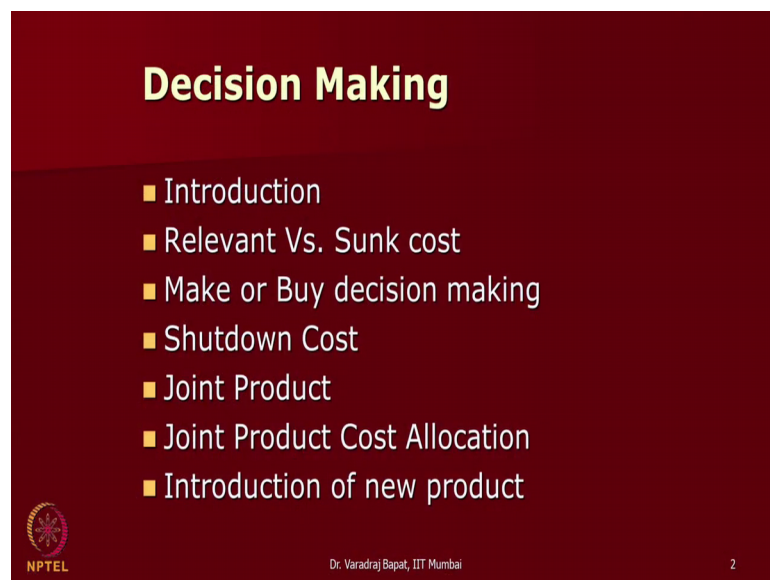 Decision Making
Introduction
Relevant Vs. Sunk cost
Make or Buy decision making
Shutdown Cost
Joint Product
Joint Product Cost Allocation
Introduction of new product
NPTEL
Dr. Varadraj Bapat, IIT Mumbai
2